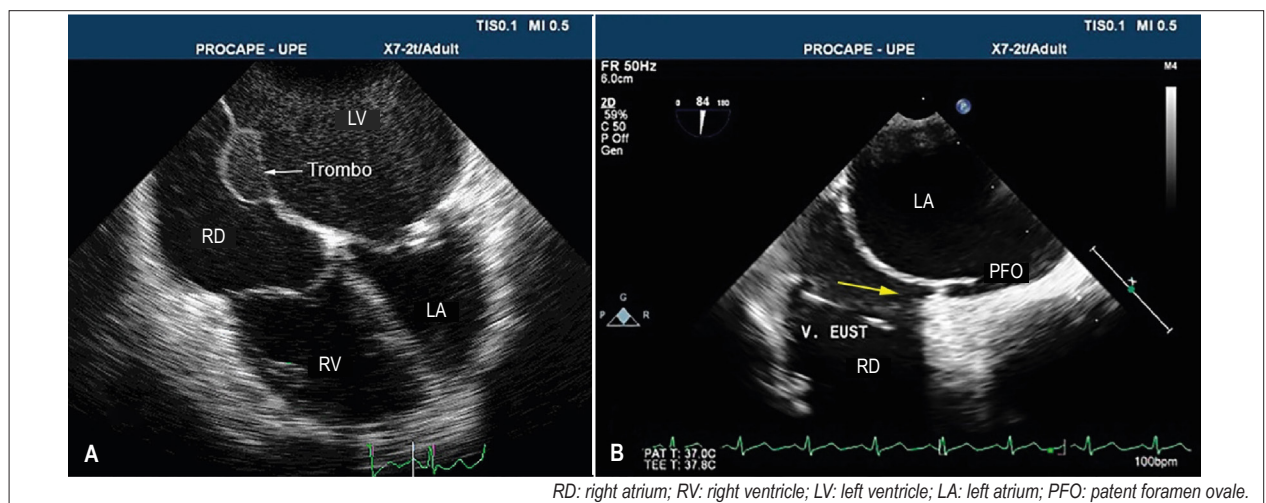 TIS0.1 MI 0.5
PROCAPE - UPE X7-2t/Adult
LV
Trombo
RD
LA
RV
A
TIS0.1 MI 0.5
PROCAPE - UPE X7-2t/Adult
FR 50Hz
6.0cm
M4
2D
59%
C 50
P Off
Gen
0 84 180
P
LA
PFO
G
P R
V. EUST
RD
B
PAT T: 37.0C
TEE T: 37.8C
100bpm
RD: right atrium; RV: right ventricle; LV: left ventricle; LA: left atrium; PFO: patent foramen ovale.